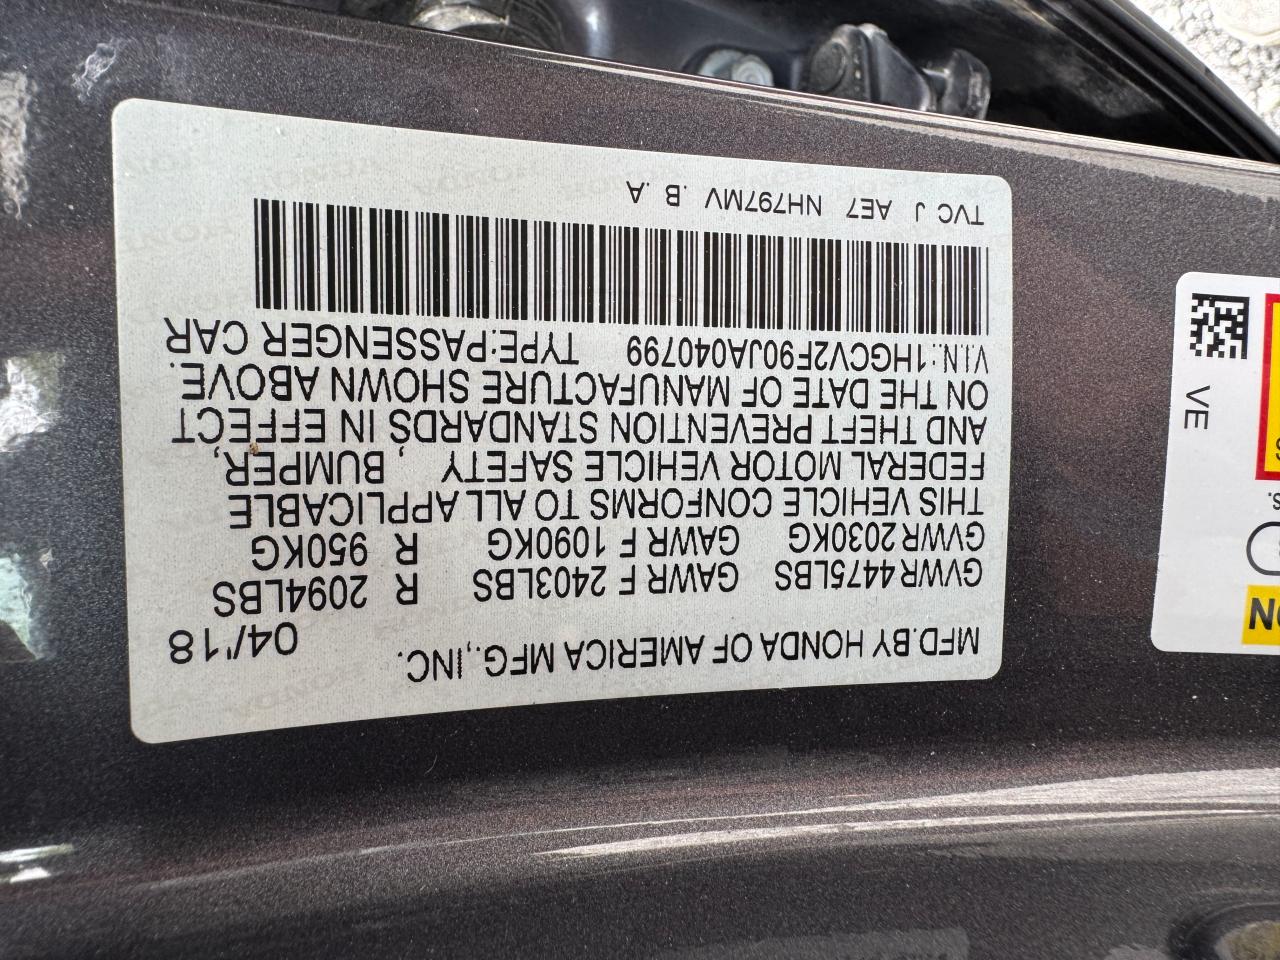 MFD.BY HONDA OF AMERICA MFG.,INC. 04/'18
GVWR 4475LBS GAWR F 2403LBS R 2094LBS
GVWR 2030KG GAWR F 1090KG R 950KG
THIS VEHICLE CONFORMS TO ALL APPLICABLE
FEDERAL MOTOR VEHICLE SAFETY , BUMPER,
AND THEFT PREVENTION STANDARDS IN EFFECT
ON THE DATE OF MANUFACTURE SHOWN ABOVE.
V.I.N.:1HGCV2F90JA040799 TYPE:PASSENGER CAR
TVC J AE7 NH797MV .B .A
VE